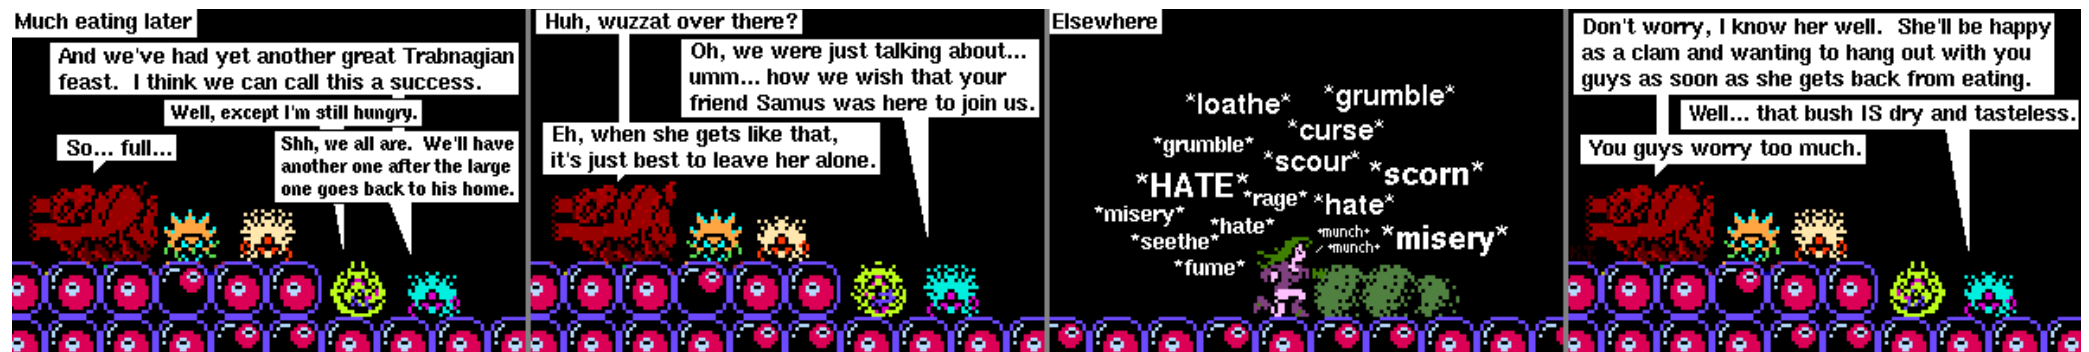 Much eating later
And we've had yet another great Trabnagian
feast. I think we can call this a success.
Well, except I'm still hungry.
So... full...
Shh, we all are. We'll have
another one after the large
one goes back to his home.
Huh, wuzzat over there?
Oh, we were just talking about...
umm... how we wish that your
friend Samus was here to join us.
Eh, when she gets like that,
it's just best to leave her alone.
Elsewhere
*loathe*
*grumble*
*curse*
*grumble*
*scour*
*scorn*
*HATE*
*rage*
*hate*
*misery*
*hate*
*seethe*
*munch*
*munch*
*misery*
*fume*
Don't worry, I know her well. She'll be happy
as a clam and wanting to hang out with you
guys as soon as she gets back from eating.
Well... that bush IS dry and tasteless.
You guys worry too much.